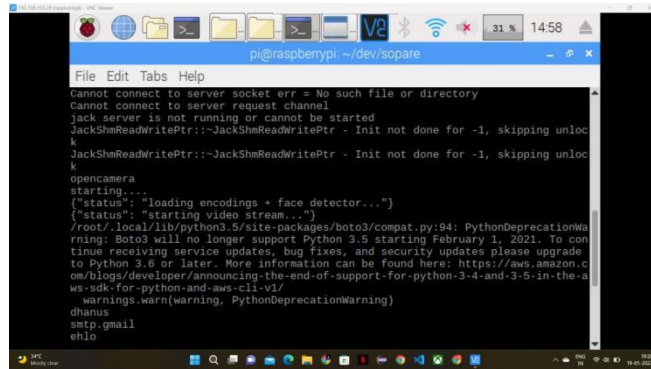 VNC Viewer
31 %
14:58
pi@raspberrypi: ~/dev/sopare
File Edit Tabs Help
Cannot connect to server socket err = No such file or directory
Cannot connect to server request channel
jack server is not running or cannot be started
JackShmReadWritePtr::~JackShmReadWritePtr - Init not done for -1, skipping unloc
k
JackShmReadWritePtr::~JackShmReadWritePtr - Init not done for -1, skipping unloc
k
opencamera
starting....
{"status": "loading encodings + face detector..."}
{"status": "starting video stream..."}
/root/.local/lib/python3.5/site-packages/boto3/compat.py:94: PythonDeprecationWa
rning: Boto3 will no longer support Python 3.5 starting February 1, 2021. To con
tinue receiving service updates, bug fixes, and security updates please upgrade
to Python 3.6 or later. More information can be found here: https://aws.amazon.c
om/blogs/developer/announcing-the-end-of-support-for-python-3-4-and-3-5-in-the-a
ws-sdk-for-python-and-aws-cli-v1/
  warnings.warn(warning, PythonDeprecationWarning)
dhanus
smtp.gmail
ehlo
34°C
Mostly clear
ENG
IN